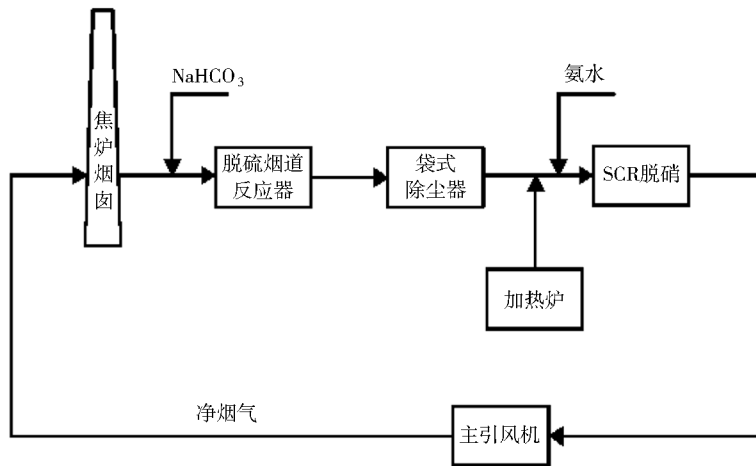 NaHCO₃
氨水
焦炉烟囱
脱硫烟道
反应器
袋式
除尘器
SCR脱硝
加热炉
净烟气
主引风机